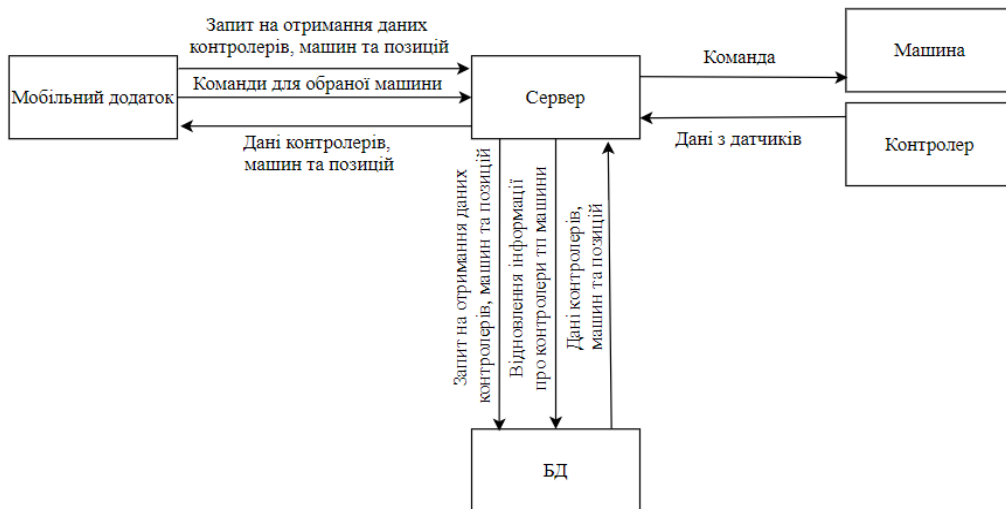 Запит на отримання даних
контролерів, машин та позицій
Мобільний додаток
Команди для обраної машини
Дані контролерів,
машин та позицій
Сервер
Команда
Машина
Дані з датчиків
Контролер
Запит на отримання даних
контролерів, машин та позицій
Відновлення інформації
про контролери тп машини
Дані контролерів,
машин та позицій
БД